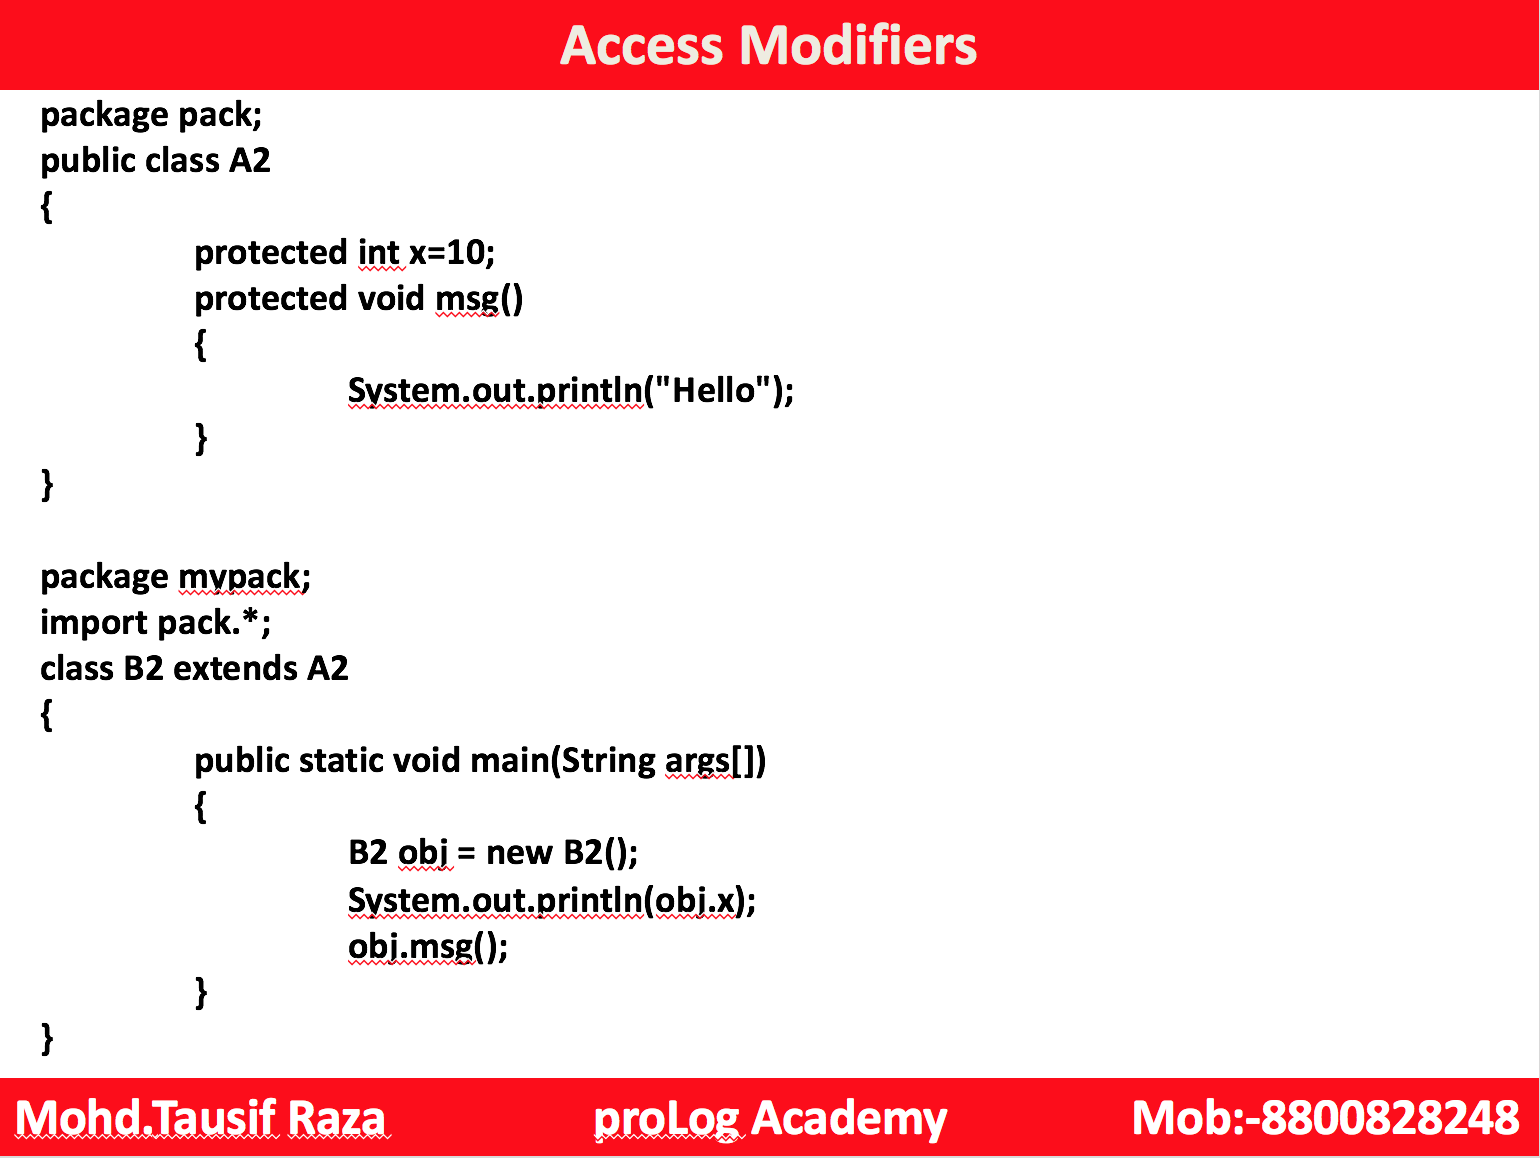 Access Modifiers
package pack;
public class A2
{
protected int x=10;
protected void msg()
{
System.out.println("Hello");
}
}
package mypack;
import pack.*;
class B2 extends A2
{
public static void main(String args[])
{
B2 obj = new B2();
System.out.println(obj.x);
obj.msg();
}
}
Mohd.Tausif Raza proLog Academy Mob:-8800828248